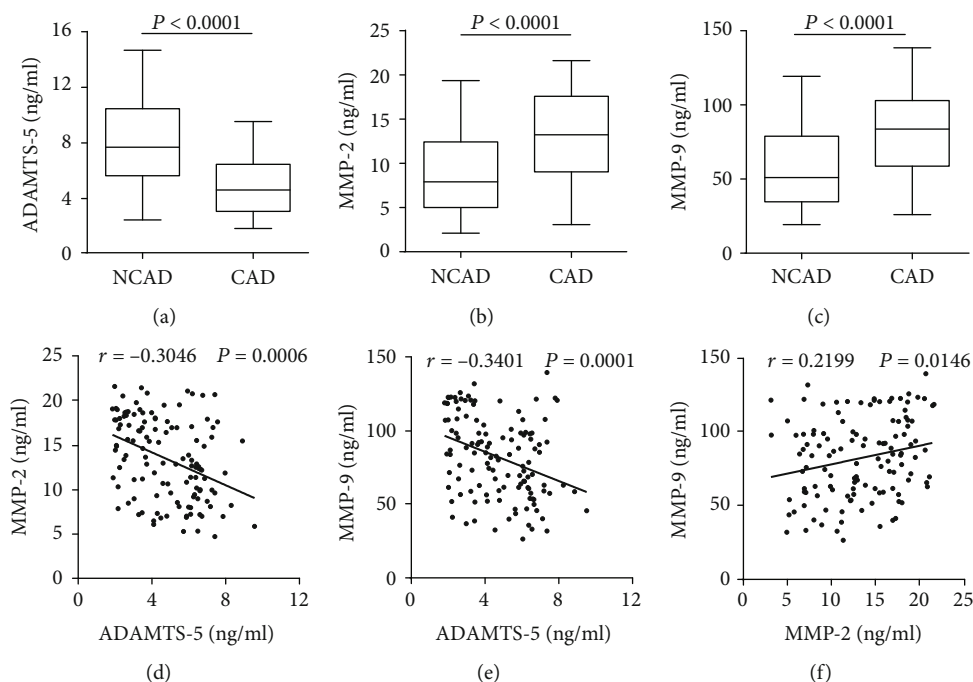 P < 0.0001
16
12
8
4
0
ADAMTS-5 (ng/ml)
NCAD
CAD
(a)
P < 0.0001
25
20
15
10
5
0
MMP-2 (ng/ml)
NCAD
CAD
(b)
P < 0.0001
150
100
50
0
MMP-9 (ng/ml)
NCAD
CAD
(c)
r = –0.3046 P = 0.0006
25
20
15
10
5
0
MMP-2 (ng/ml)
0 4 8 12
ADAMTS-5 (ng/ml)
(d)
r = –0.3401 P = 0.0001
150
100
50
0
MMP-9 (ng/ml)
0 4 8 12
ADAMTS-5 (ng/ml)
(e)
r = 0.2199 P = 0.0146
150
100
50
0
MMP-9 (ng/ml)
0 5 10 15 20 25
MMP-2 (ng/ml)
(f)